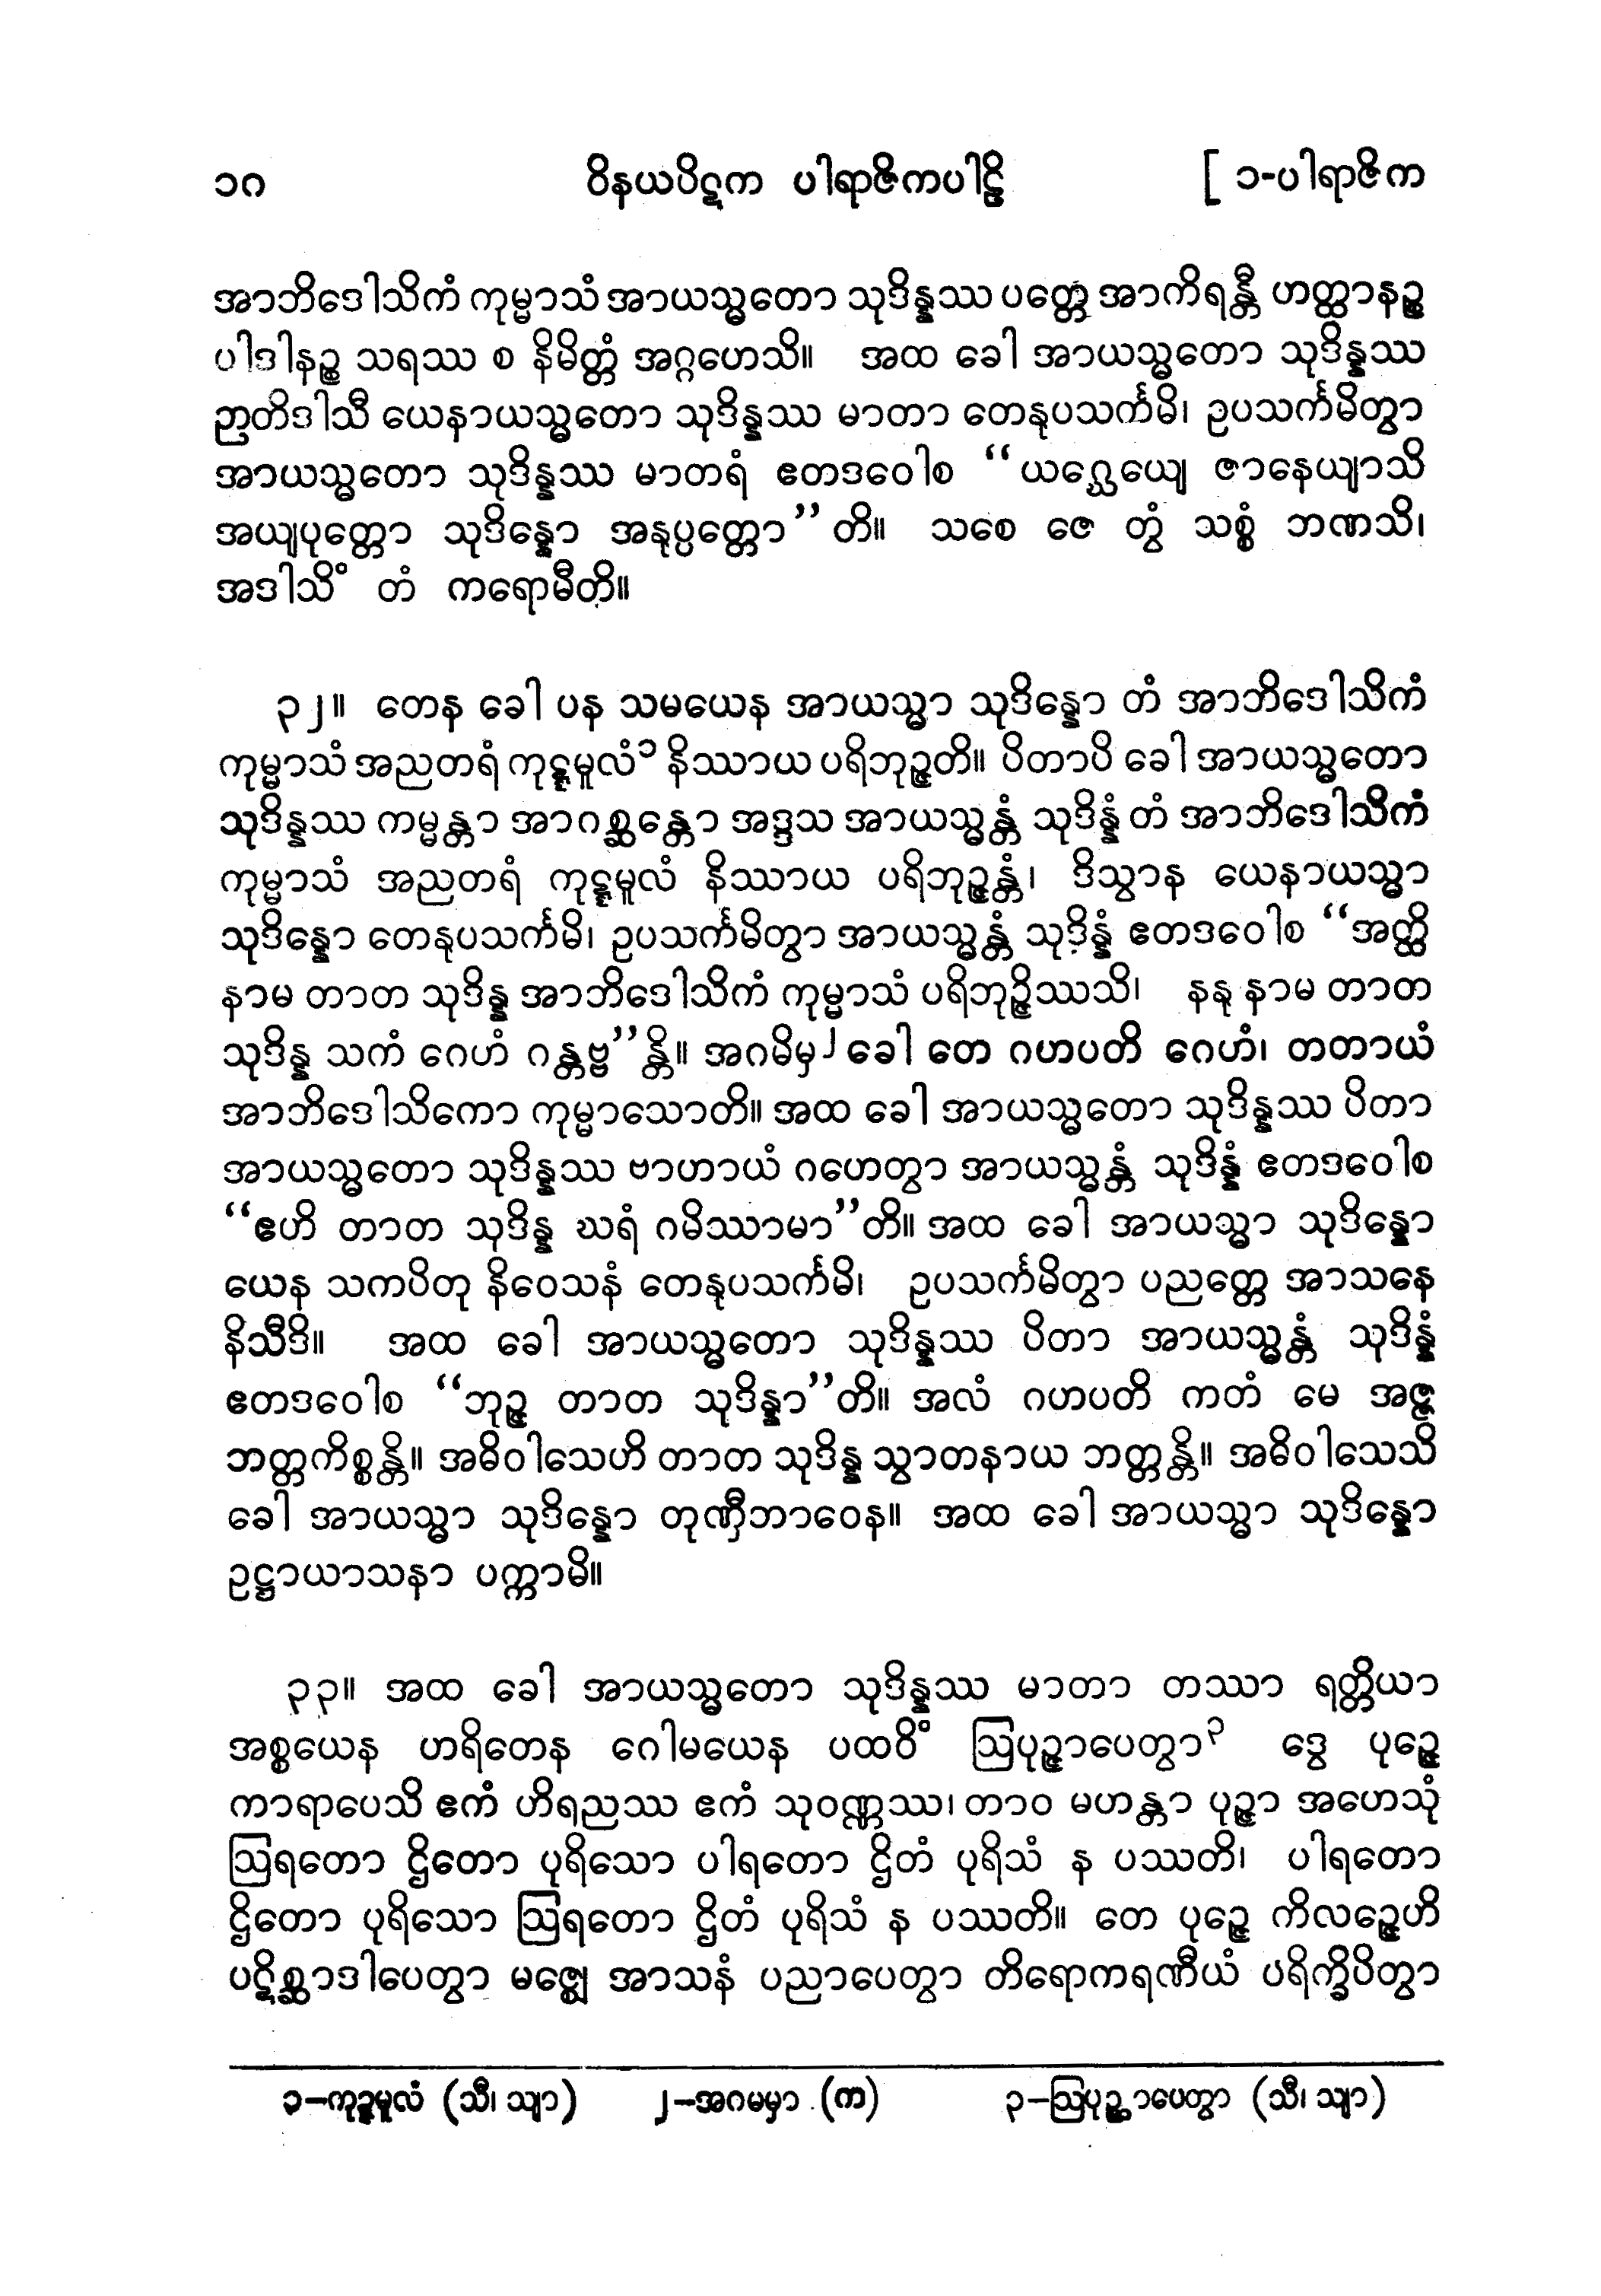 ၁၈ ဝိနယပိဋက ပါရာဇိကပါဠိ [ ၁-ပါရာဇိက
အာဘိဒေါသိကံ ကုမ္မာသံ အာယသ္မတော သုဒိန္နဿ ပတ္တေ အာကိရန္တီ ဟတ္ထာနဉ္စ
ပါဒါနဉ္စ သရဿ စ နိမိတ္တံ အဂ္ဂဟေသိ။ အထ ခေါ အာယသ္မတော သုဒိန္နဿ
ဉာတိဒါသီ ယေနာယသ္မတော သုဒိန္နဿ မာတာ တေနုပသင်္ကမိ၊ ဥပသင်္ကမိတွာ
အာယသ္မတော သုဒိန္နဿ မာတရံ ဧတဒဝေါစ “ယဂ္ဃေယျေ ဇာနေယျာသိ
အယျပုတ္တော သုဒိန္နော အနုပ္ပတ္တော”တိ။ သစေ ဇေ တွံ သစ္စံ ဘဏသိ၊
အဒါသိံ တံ ကရောမီတိ။
၃၂။ တေန ခေါ ပန သမယေန အာယသ္မာ သုဒိန္နော တံ အာဘိဒေါသိကံ
ကုမ္မာသံ အညတရံ ကုဋ္ဋမူလံ၁ နိဿာယ ပရိဘုဉ္ဇတိ။ ပိတာပိ ခေါ အာယသ္မတော
သုဒိန္နဿ ကမ္မန္တာ အာဂစ္ဆန္တော အဒ္ဒသ အာယသ္မန္တံ သုဒိန္နံ တံ အာဘိဒေါသိကံ
ကုမ္မာသံ အညတရံ ကုဋ္ဋမူလံ နိဿာယ ပရိဘုဉ္ဇန္တံ၊ ဒိသွာန ယေနာယသ္မာ
သုဒိန္နော တေနုပသင်္ကမိ၊ ဥပသင်္ကမိတွာ အာယသ္မန္တံ သုဒိန္နံ ဧတဒဝေါစ “အတ္ထိ
နာမ တာတ သုဒိန္န အာဘိဒေါသိကံ ကုမ္မာသံ ပရိဘုဉ္ဇိဿသိ၊ နနု နာမ တာတ
သုဒိန္န သကံ ဂေဟံ ဂန္တဗ္ဗ”န္တိ။ အဂမိမှ၂ ခေါ တေ ဂဟပတိ ဂေဟံ၊ တတာယံ
အာဘိဒေါသိကော ကုမ္မာသောတိ။ အထ ခေါ အာယသ္မတော သုဒိန္နဿ ပိတာ
အာယသ္မတော သုဒိန္နဿ ဗာဟာယံ ဂဟေတွာ အာယသ္မန္တံ သုဒိန္နံ ဧတဒဝေါစ
“ဧဟိ တာတ သုဒိန္န ဃရံ ဂမိဿာမာ”တိ။ အထ ခေါ အာယသ္မာ သုဒိန္နော
ယေန သကပိတု နိဝေသနံ တေနုပသင်္ကမိ၊ ဥပသင်္ကမိတွာ ပညတ္တေ အာသနေ
နိသီဒိ။ အထ ခေါ အာယသ္မတော သုဒိန္နဿ ပိတာ အာယသ္မန္တံ သုဒိန္နံ
ဧတဒဝေါစ “ဘုဉ္ဇ တာတ သုဒိန္နာ”တိ။ အလံ ဂဟပတိ ကတံ မေ အဇ္ဇ
ဘတ္တကိစ္စန္တိ။ အဓိဝါသေဟိ တာတ သုဒိန္န သွာတနာယ ဘတ္တန္တိ။ အဓိဝါသေသိ
ခေါ အာယသ္မာ သုဒိန္နော တုဏှီဘာဝေန။ အထ ခေါ အာယသ္မာ သုဒိန္နော
ဥဋ္ဌာယာသနာ ပက္ကာမိ။
၃၃။ အထ ခေါ အာယသ္မတော သုဒိန္နဿ မာတာ တဿာ ရတ္တိယာ
အစ္စယေန ဟရိတေန ဂေါမယေန ပထဝိံ ဩပုဉ္ဇာပေတွာ၃ ဒွေ ပုဉ္ဇေ
ကာရာပေသိ ဧကံ ဟိရညဿ ဧကံ သုဝဏ္ဏဿ၊ တာဝ မဟန္တာ ပုဉ္ဇာ အဟေသုံ
ဩရတော ဌိတော ပုရိသော ပါရတော ဌိတံ ပုရိသံ န ပဿတိ၊ ပါရတော
ဌိတော ပုရိသော ဩရတော ဌိတံ ပုရိသံ န ပဿတိ။ တေ ပုဉ္ဇေ ကိလဉ္ဇေဟိ
ပဋိစ္ဆာဒါပေတွာ မဇ္ဈေ အာသနံ ပညာပေတွာ တိရောကရဏီယံ ပရိက္ခိပိတွာ
၁–ကုဍ္ဍမူလံ (သီ၊ သျာ) ၂–အဂမမှာ (က) ၃–ဩပုဉ္ဆာပေတွာ (သီ၊ သျာ)